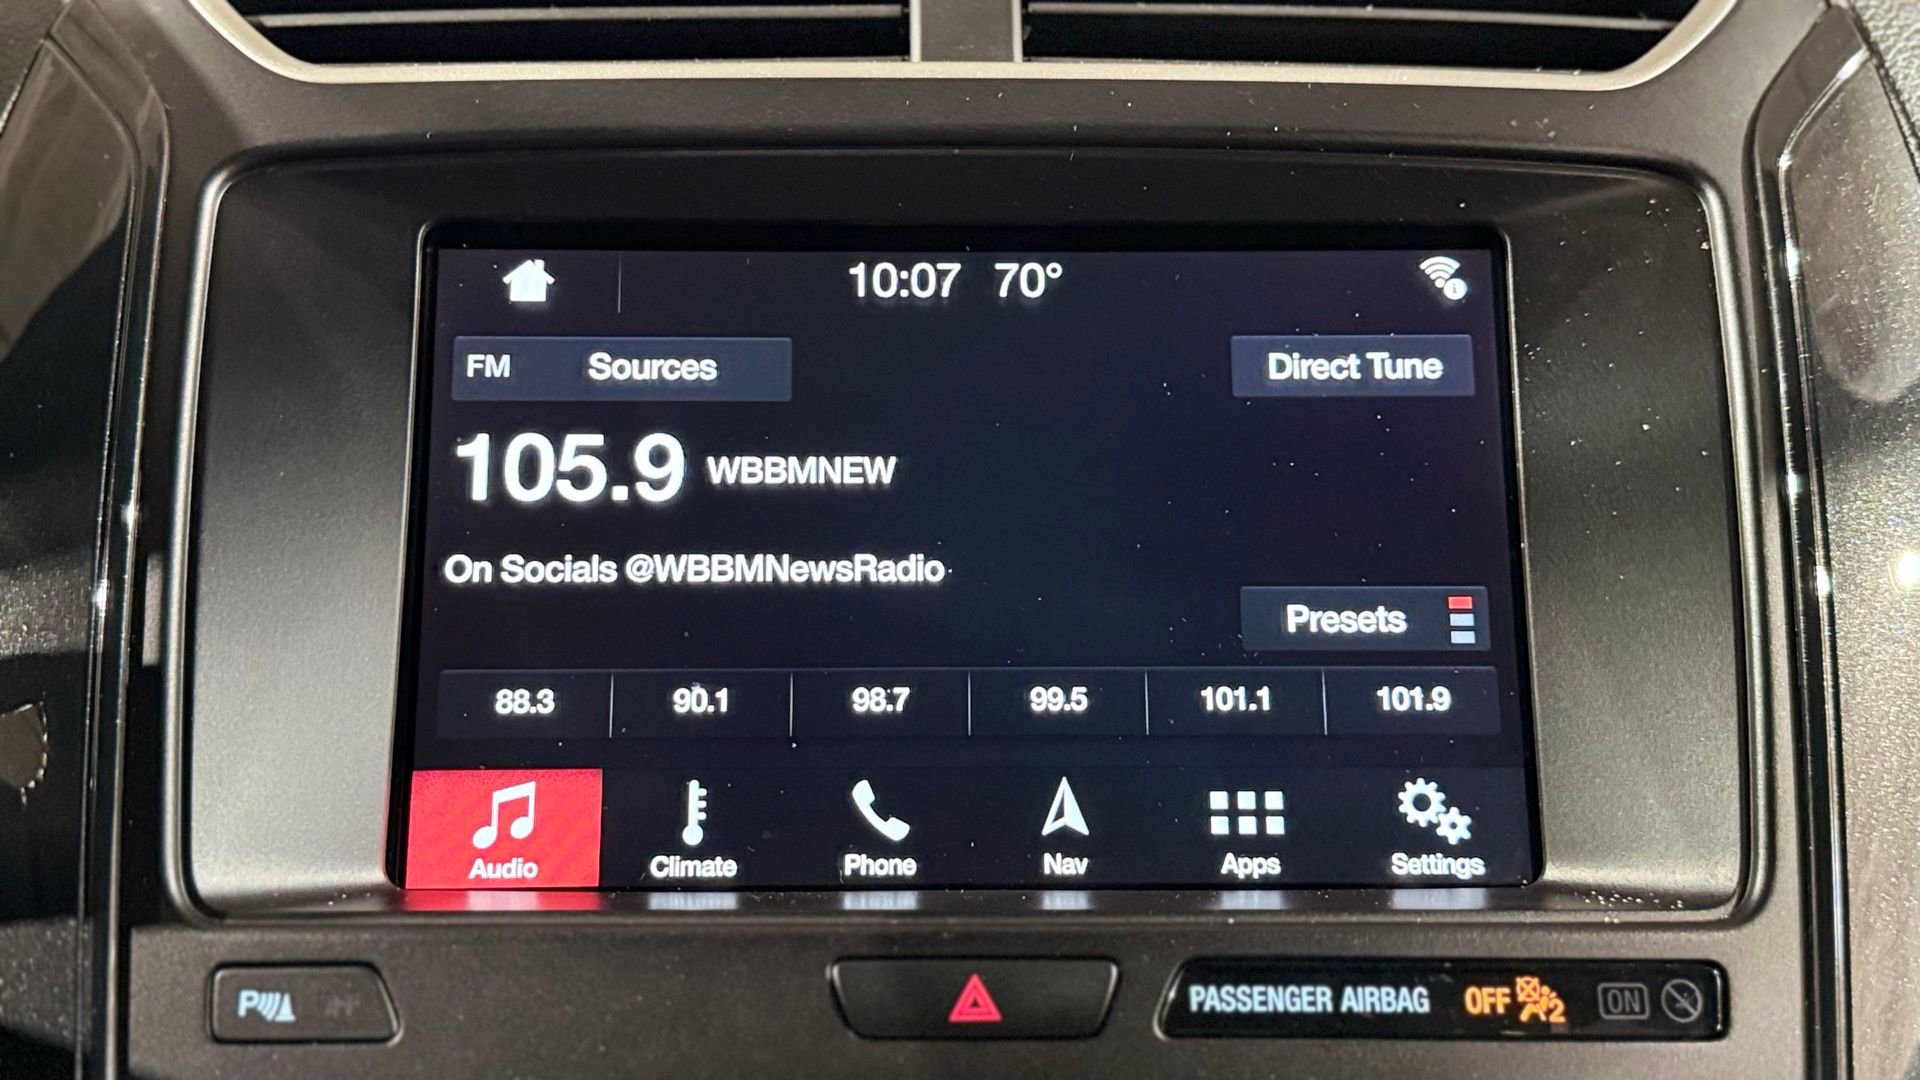 10:07 70°
FM Sources
Direct Tune
105.9 WBBMNEW
On Socials @WBBMNewsRadio
Presets
88.3 90.1 98.7 99.5 101.1 101.9
Audio Climate Phone Nav Apps Settings
P
PASSENGER AIRBAG OFF 2 ON